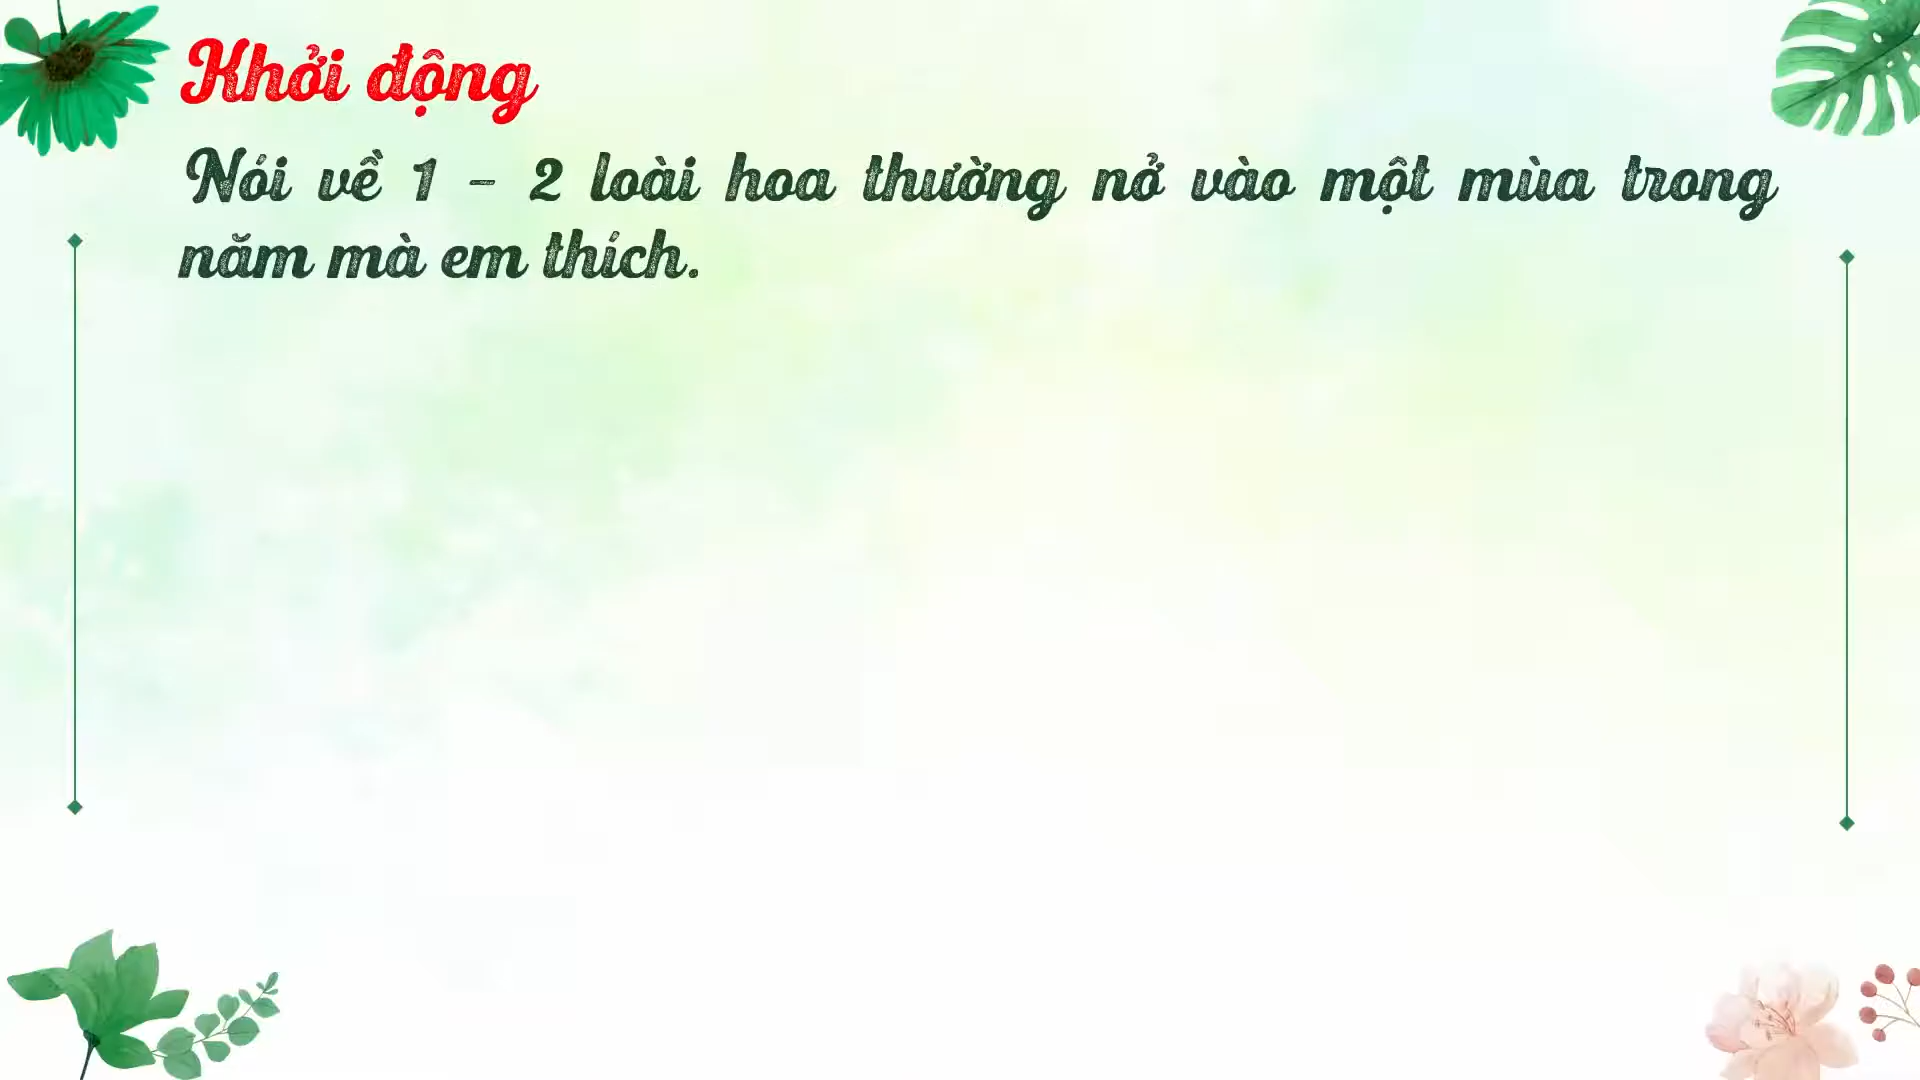 Khởi động
Nói về 1 - 2 loài hoa thường nở vào một mùa trong
năm mà em thích.